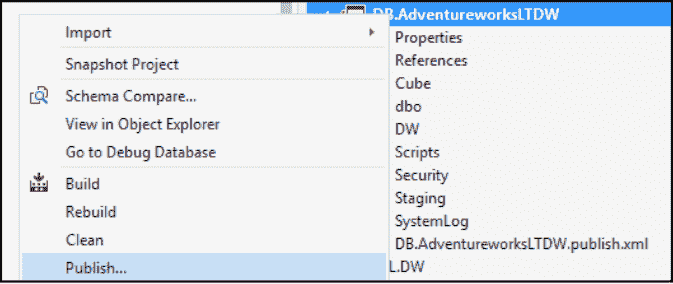 Import
Snapshot Project
Schema Compare...
View in Object Explorer
Go to Debug Database
Build
Rebuild
Clean
Publish...
DB.AdventureworksLTDW
Properties
References
Cube
dbo
DW
Scripts
Security
Staging
SystemLog
DB.AdventureworksLTDW.publish.xml
L.DW